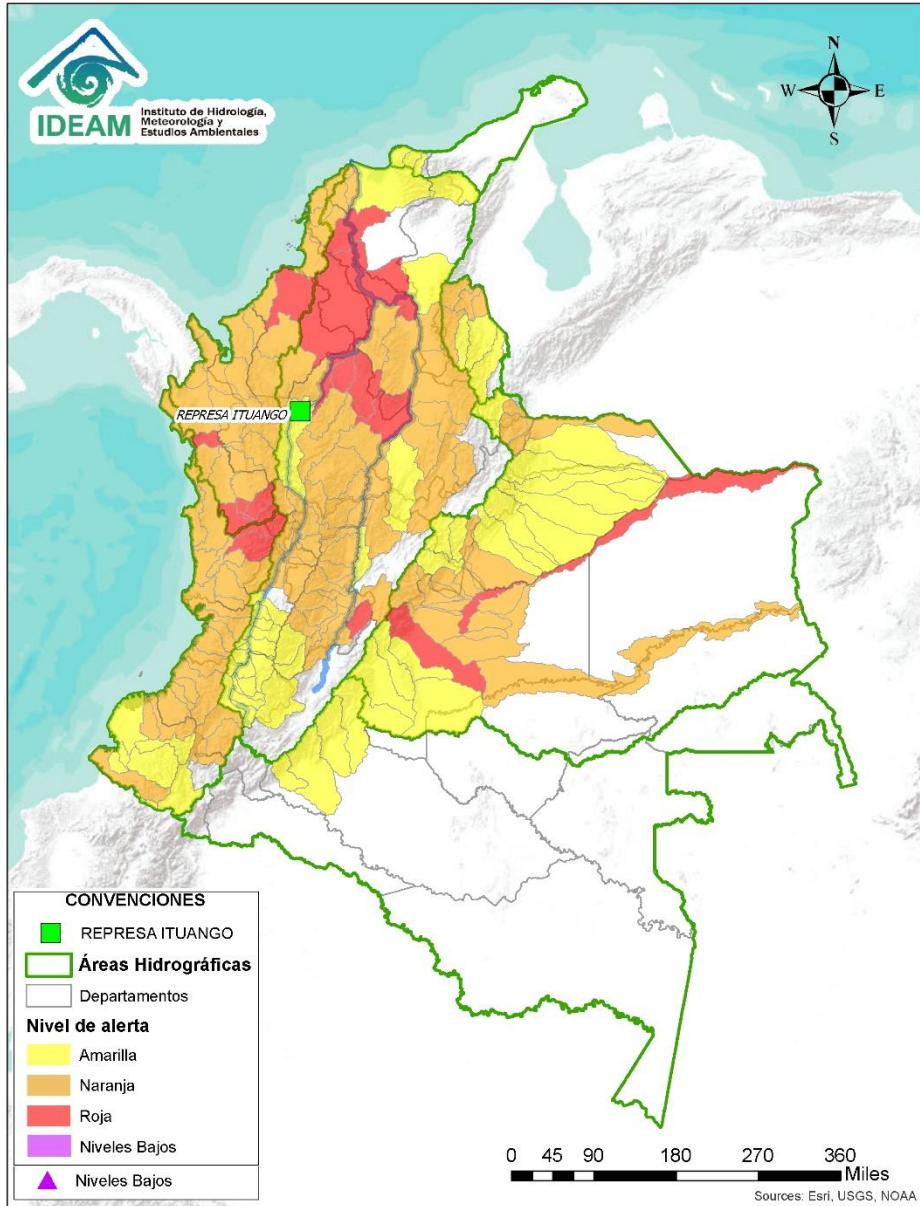 IDEAM
Instituto de Hidrología,
Meteorología y
Estudios Ambientales
N
W
E
S
REPRESA ITUANGO
CONVENCIONES
REPRESA ITUANGO
Áreas Hidrográficas
Departamentos
Nivel de alerta
Amarilla
Naranja
Roja
Niveles Bajos
Niveles Bajos
0 45 90 180 270 360
Miles
Sources: Esri, USGS, NOAA